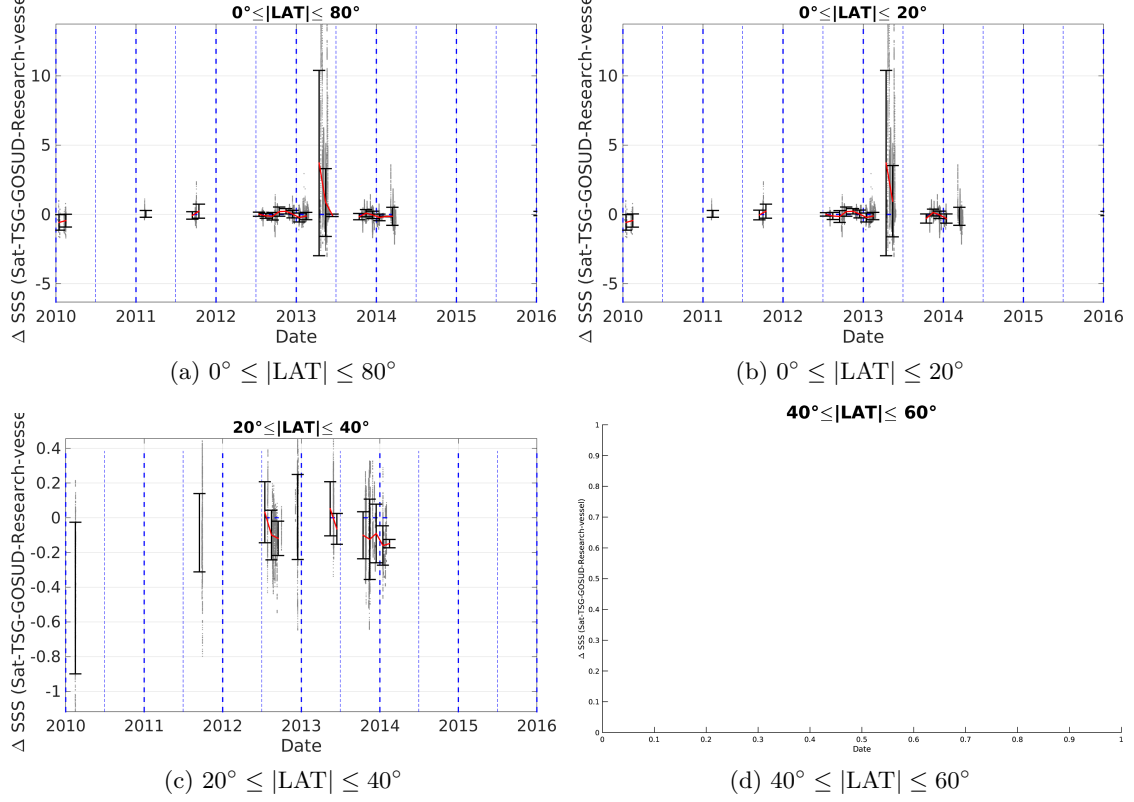 0°≤|LAT|≤ 80°
Δ SSS (Sat-TSG-GOSUD-Research-vessel
10
5
0
-5
2010 2011 2012 2013 2014 2015 2016
Date
(a) 0° ≤ |LAT| ≤ 80°
0°≤|LAT|≤ 20°
Δ SSS (Sat-TSG-GOSUD-Research-vessel
10
5
0
-5
2010 2011 2012 2013 2014 2015 2016
Date
(b) 0° ≤ |LAT| ≤ 20°
20°≤|LAT|≤ 40°
Δ SSS (Sat-TSG-GOSUD-Research-vesse
0.4
0.2
0
-0.2
-0.4
-0.6
-0.8
-1
2010 2011 2012 2013 2014 2015 2016
Date
(c) 20° ≤ |LAT| ≤ 40°
40°≤|LAT|≤ 60°
Δ SSS (Sat-TSG-GOSUD-Research-vessel)
1
0.9
0.8
0.7
0.6
0.5
0.4
0.3
0.2
0.1
0
0 0.1 0.2 0.3 0.4 0.5 0.6 0.7 0.8 0.9 1
Date
(d) 40° ≤ |LAT| ≤ 60°